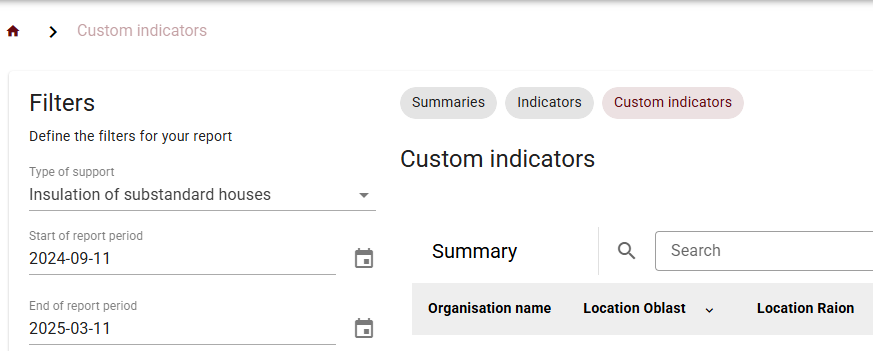 Custom indicators
Filters
Define the filters for your report
Type of support
Insulation of substandard houses
Start of report period
2024-09-11
End of report period
2025-03-11
Summaries Indicators Custom indicators
Custom indicators
Summary Search
Organisation name Location Oblast Location Raion